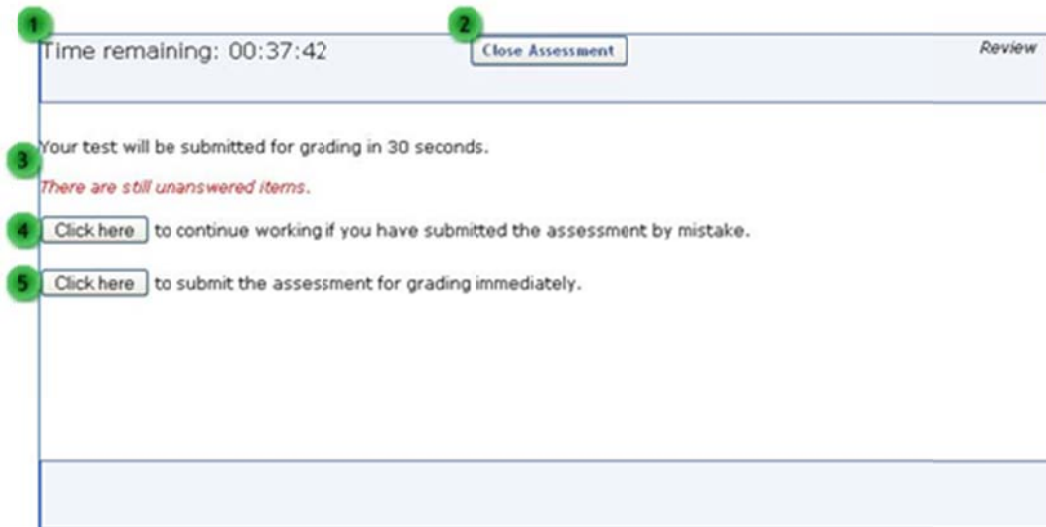 1
2
Time remaining: 00:37:42
Close Assessment
Review
3
Your test will be submitted for grading in 30 seconds.
There are still unanswered items.
4 Click here to continue working if you have submitted the assessment by mistake.
5 Click here to submit the assessment for grading immediately.